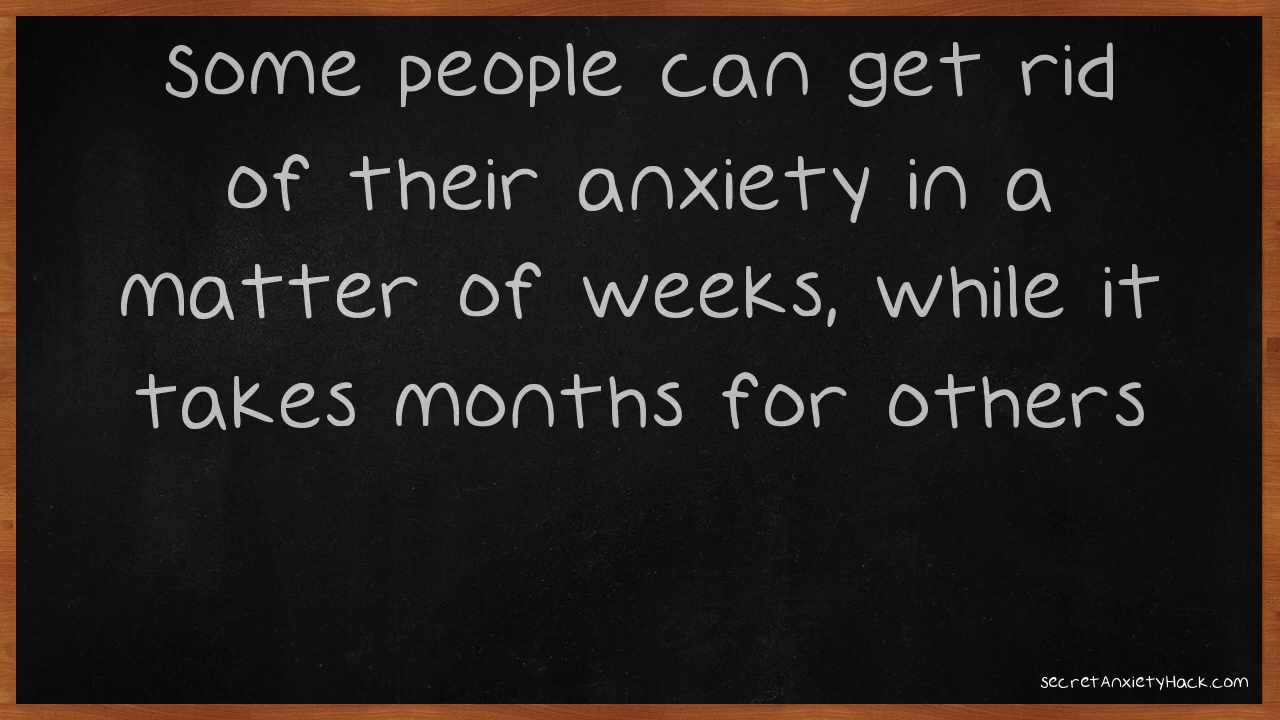 Some people can get rid
of their anxiety in a
matter of weeks, while it
takes months for others
secretAnxietyHack.com